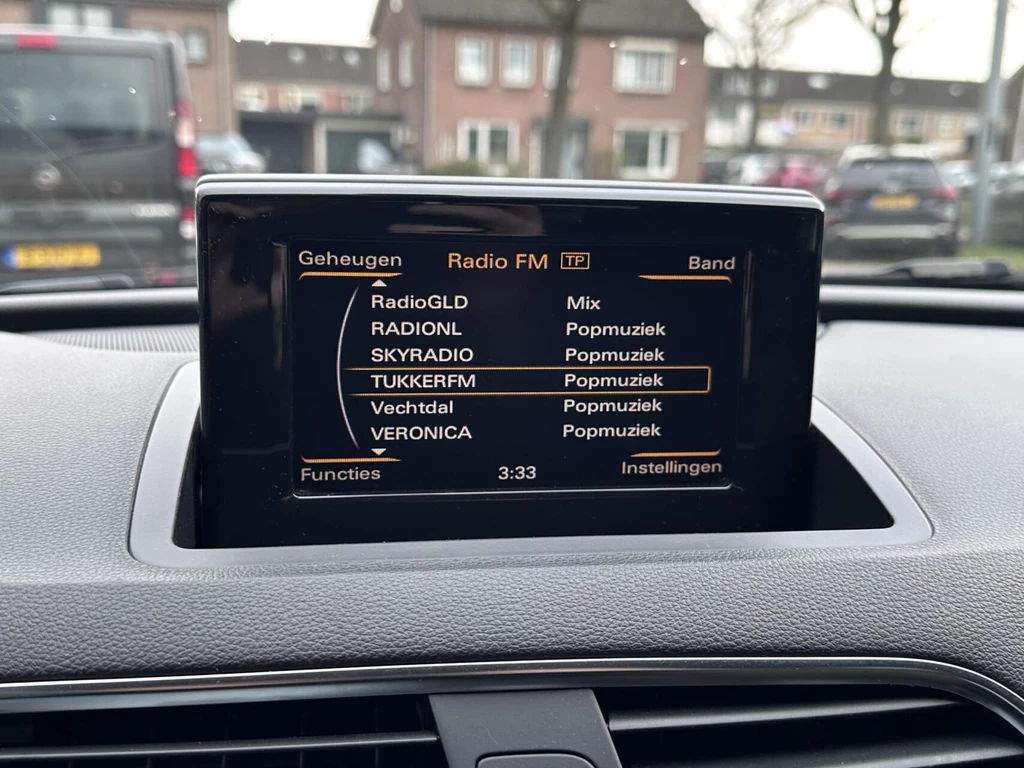 Geheugen Radio FM TP Band
RadioGLD Mix
RADIONL Popmuziek
SKYRADIO Popmuziek
TUKKERFM Popmuziek
Vechtdal Popmuziek
VERONICA Popmuziek
Functies 3:33 Instellingen